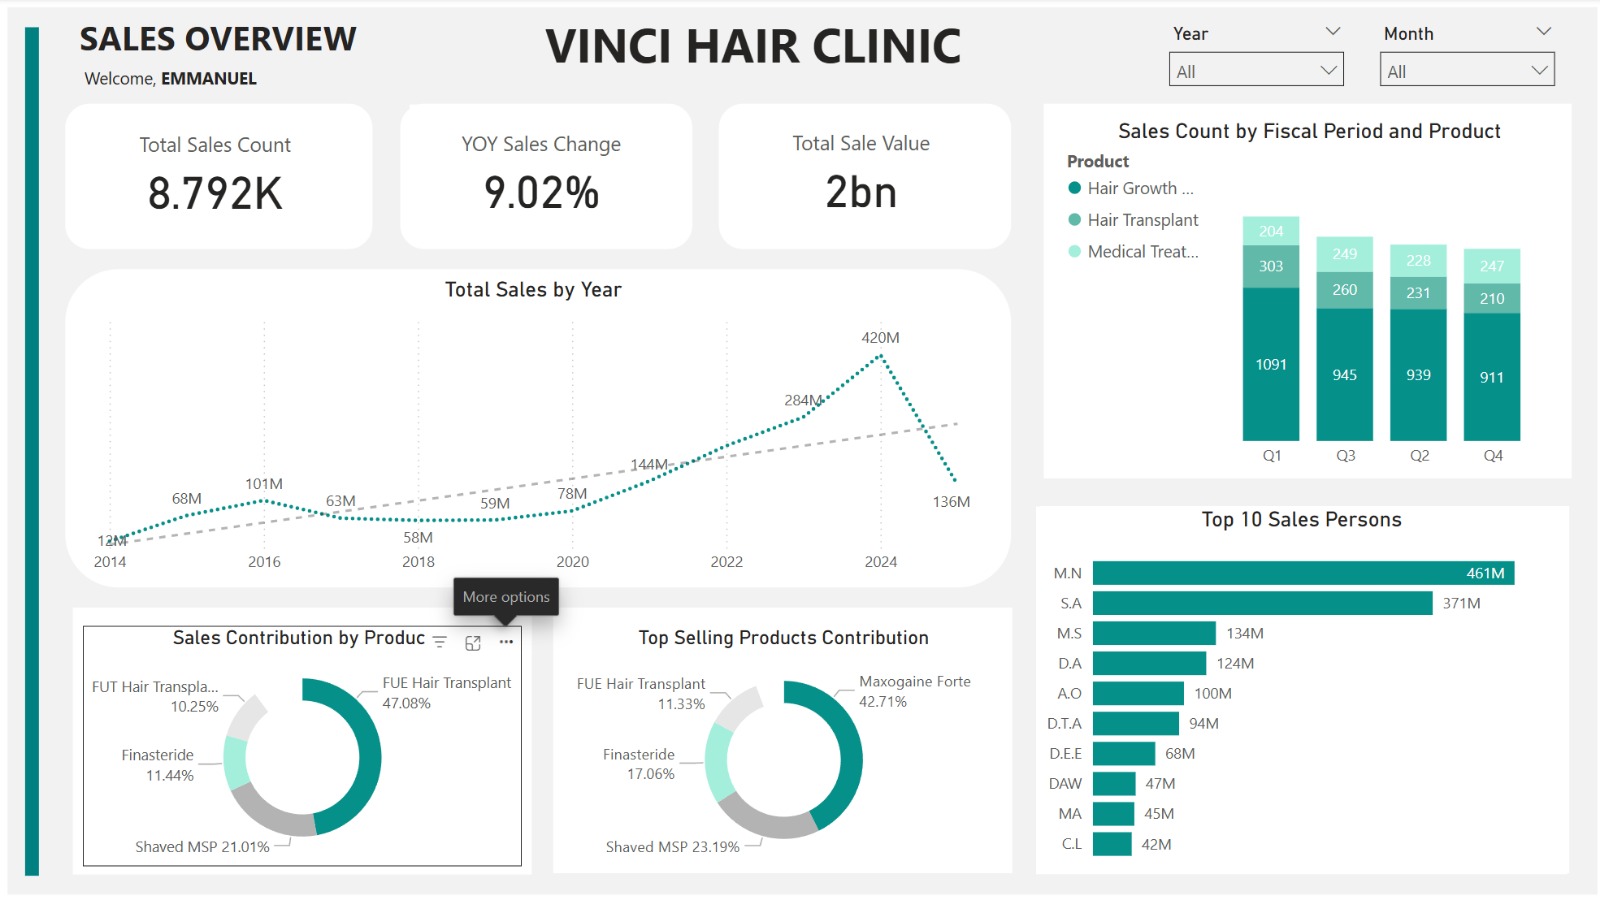 SALES OVERVIEW
Welcome, EMMANUEL
VINCI HAIR CLINIC
Year
All
Month
All
Total Sales Count
8.792K
YOY Sales Change
9.02%
Total Sale Value
2bn
Total Sales by Year
12M
68M
101M
63M
58M
59M
78M
144M
284M
420M
136M
2014
2016
2018
2020
2022
2024
More options
Sales Contribution by Produc
FUT Hair Transpla...
10.25%
FUE Hair Transplant
47.08%
Finasteride
11.44%
Shaved MSP 21.01%
Top Selling Products Contribution
FUE Hair Transplant
11.33%
Maxogaine Forte
42.71%
Finasteride
17.06%
Shaved MSP 23.19%
Sales Count by Fiscal Period and Product
Product
Hair Growth ...
Hair Transplant
Medical Treat...
204
303
1091
249
260
945
228
231
939
247
210
911
Q1
Q3
Q2
Q4
Top 10 Sales Persons
M.N 461M
S.A 371M
M.S 134M
D.A 124M
A.O 100M
D.T.A 94M
D.E.E 68M
DAW 47M
MA 45M
C.L 42M